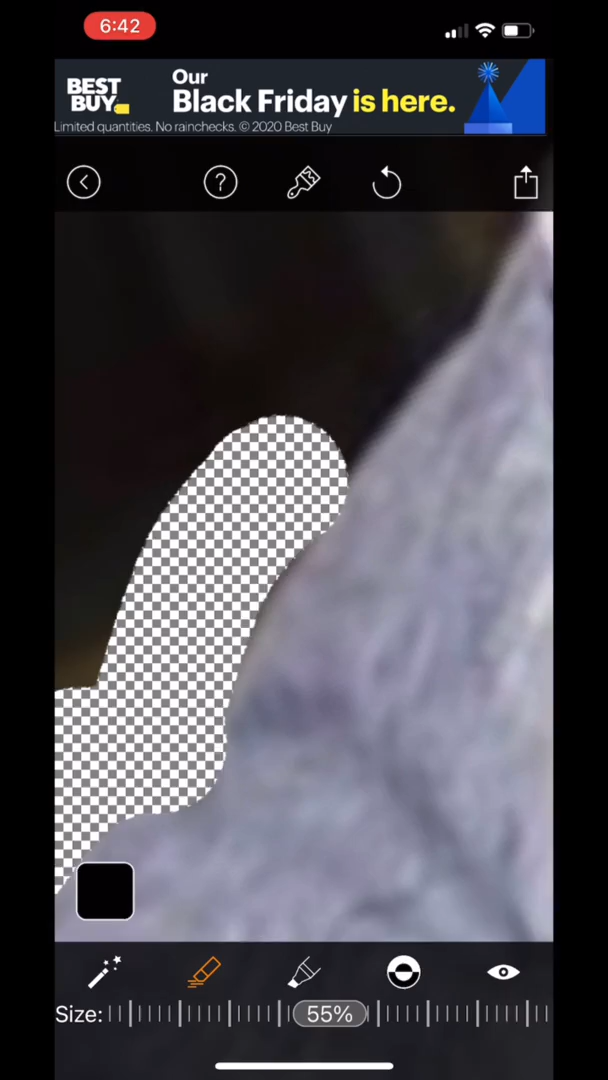 6:42
BEST BUY
Our
Black Friday is here.
Limited quantities. No rainchecks. © 2020 Best Buy
?
Size:
55%